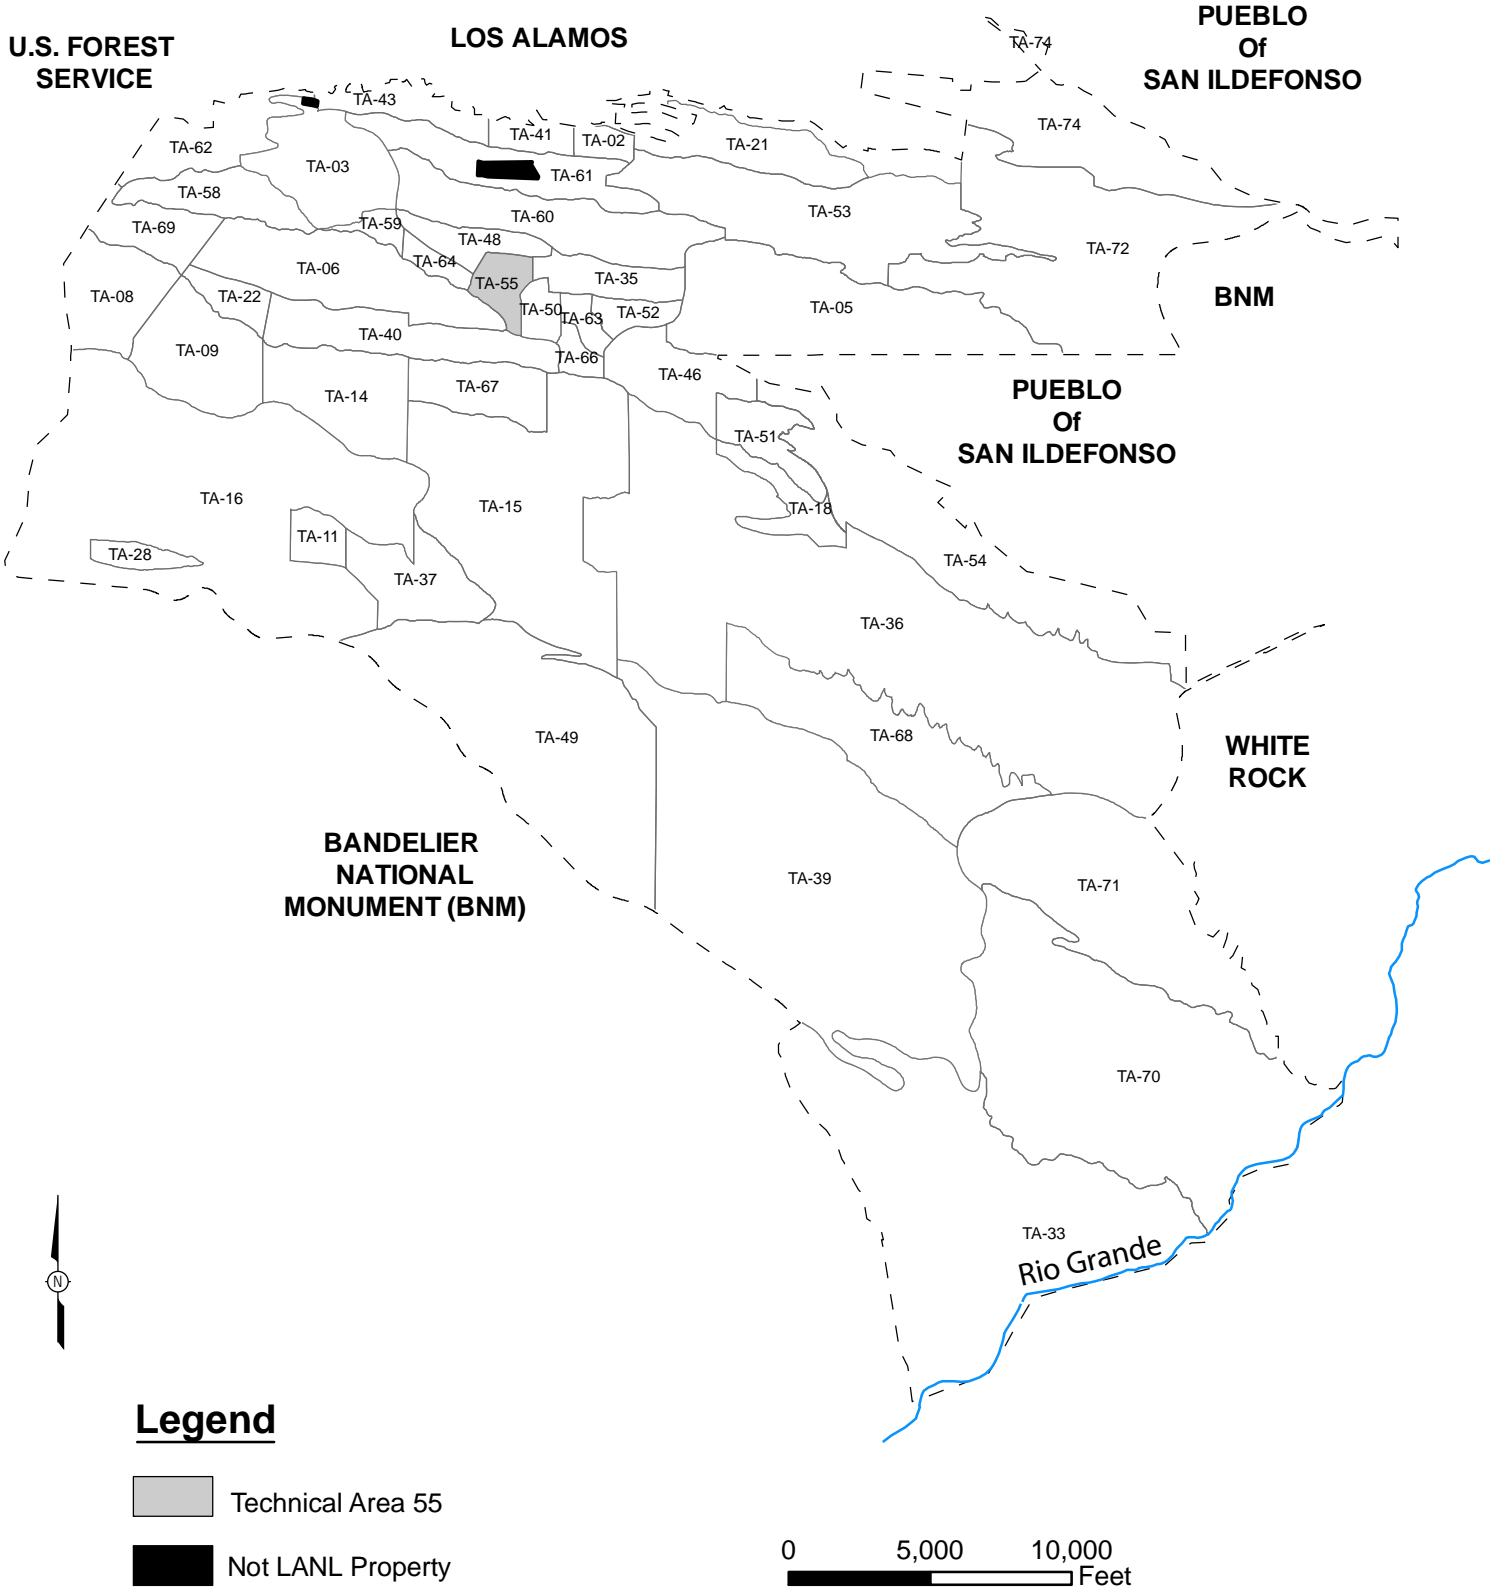 PUEBLO
Of
SAN ILDEFONSO
U.S. FOREST
SERVICE
LOS ALAMOS
TA-74
TA-43
TA-74
TA-41
TA-02
TA-21
TA-62
TA-03
TA-61
TA-58
TA-53
TA-60
TA-59
TA-69
TA-48
TA-72
TA-64
TA-06
TA-35
TA-55
TA-08
TA-22
BNM
TA-50
TA-63
TA-52
TA-05
TA-40
TA-09
TA-66
TA-46
TA-67
TA-14
PUEBLO
Of
SAN ILDEFONSO
TA-51
TA-16
TA-15
TA-18
TA-11
TA-28
TA-54
TA-37
TA-36
TA-49
TA-68
WHITE
ROCK
BANDELIER
NATIONAL
MONUMENT (BNM)
TA-39
TA-71
TA-70
TA-33
Rio Grande
N
Legend
Technical Area 55
Not LANL Property
0 5,000 10,000
Feet